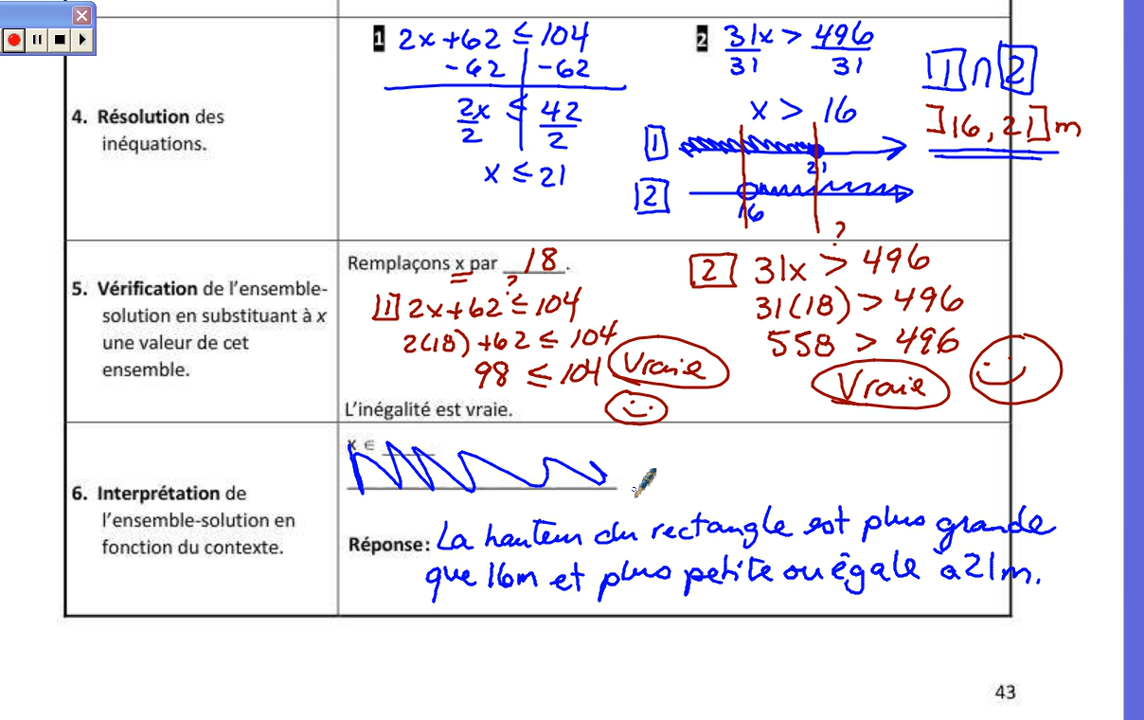 4. Résolution des
inéquations.
1 2x + 62 ≤ 104
-62 | -62
2x/2 ≤ 42/2
x ≤ 21
2 31x/31 > 496/31
x > 16
1 21
2 16
1 ∩ 2
]16, 21] m
5. Vérification de l'ensemble-
solution en substituant à x
une valeur de cet
ensemble.
Remplaçons x par 18.
?
1 2x + 62 ≤ 104
2(18) + 62 ≤ 104
98 ≤ 104 Vraie
L'inégalité est vraie.
?
2 31x > 496
31(18) > 496
558 > 496
Vraie
6. Interprétation de
l'ensemble-solution en
fonction du contexte.
x ∈
Réponse: La hauteur du rectangle est plus grande
que 16m et plus petite ou égale à 21m.
43